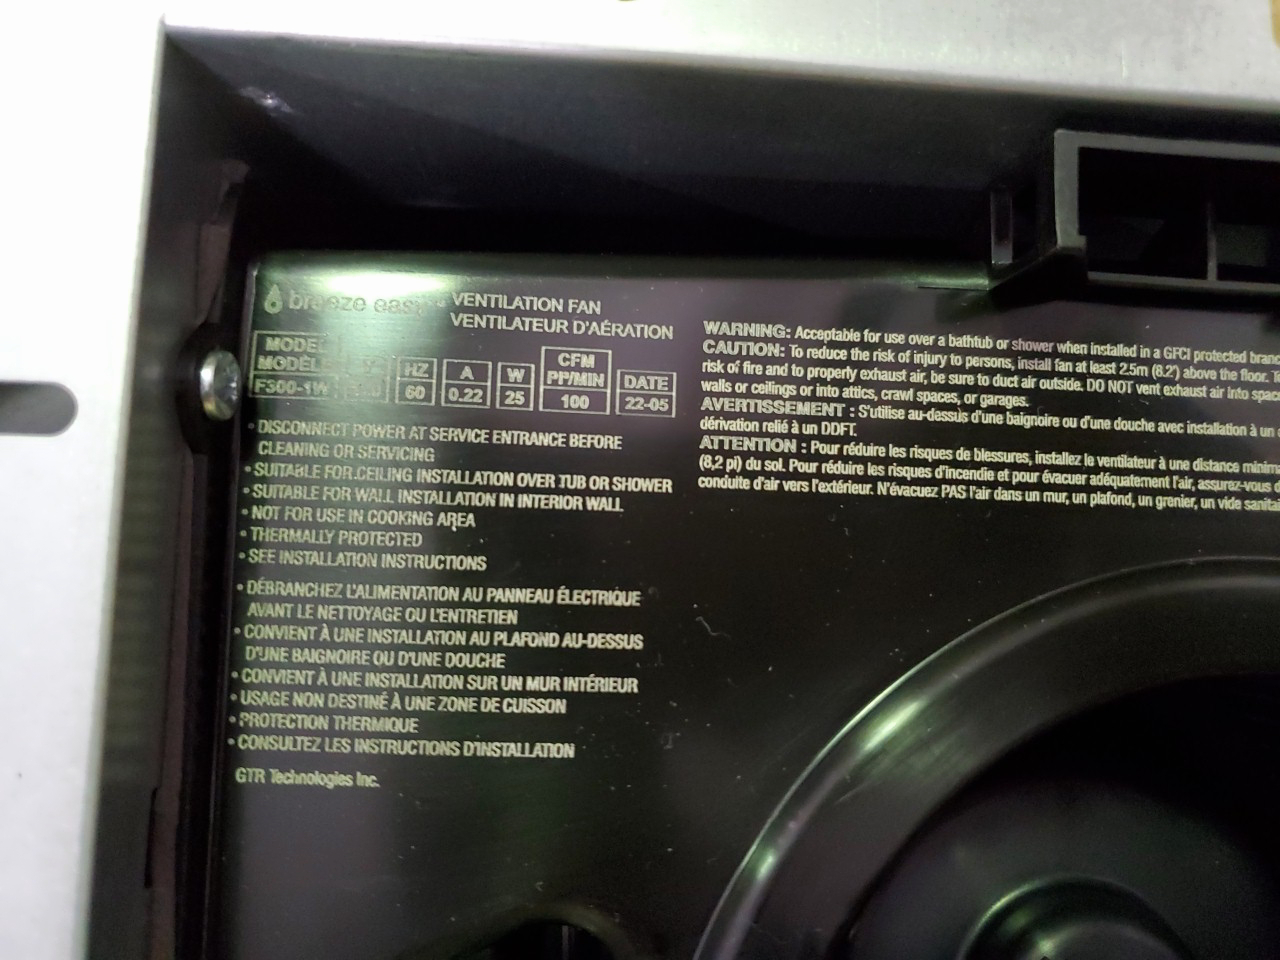 breeze easy
VENTILATION FAN
VENTILATEUR D'AÉRATION
MODEL
MODÈLE
HZ
A
W
CFM
PP/MIN
DATE
F300-1W
60
0.22
25
100
22-05
• DISCONNECT POWER AT SERVICE ENTRANCE BEFORE
CLEANING OR SERVICING
• SUITABLE FOR CEILING INSTALLATION OVER TUB OR SHOWER
• SUITABLE FOR WALL INSTALLATION IN INTERIOR WALL
• NOT FOR USE IN COOKING AREA
• THERMALLY PROTECTED
• SEE INSTALLATION INSTRUCTIONS
• DÉBRANCHEZ L'ALIMENTATION AU PANNEAU ÉLECTRIQUE
AVANT LE NETTOYAGE OU L'ENTRETIEN
• CONVIENT À UNE INSTALLATION AU PLAFOND AU-DESSUS
D'UNE BAIGNOIRE OU D'UNE DOUCHE
• CONVIENT À UNE INSTALLATION SUR UN MUR INTÉRIEUR
• USAGE NON DESTINÉ À UNE ZONE DE CUISSON
• PROTECTION THERMIQUE
• CONSULTEZ LES INSTRUCTIONS D'INSTALLATION
GTR Technologies Inc.
WARNING: Acceptable for use over a bathtub or shower when installed in a GFCI protected bran
CAUTION: To reduce the risk of injury to persons, install fan at least 2.5m (8.2') above the floor. T
risk of fire and to properly exhaust air, be sure to duct air outside. DO NOT vent exhaust air into spac
walls or ceilings or into attics, crawl spaces, or garages.
AVERTISSEMENT : S'utilise au-dessus d'une baignoire ou d'une douche avec installation à un
dérivation relié à un DDFT.
ATTENTION : Pour réduire les risques de blessures, installez le ventilateur à une distance minim
(8,2 pi) du sol. Pour réduire les risques d'incendie et pour évacuer adéquatement l'air, assurez-vous d
conduite d'air vers l'extérieur. N'évacuez PAS l'air dans un mur, un plafond, un grenier, un vide sanita